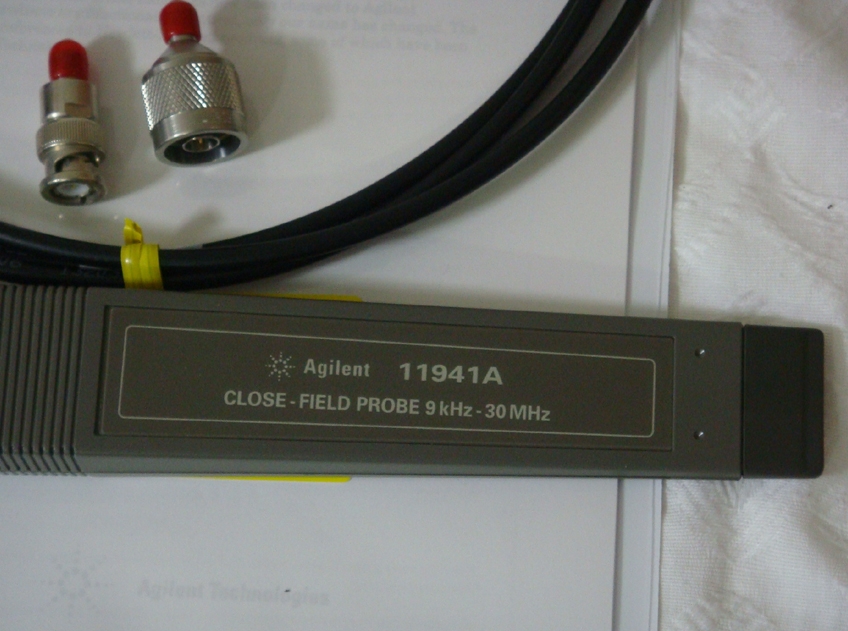 Agilent 11941A
CLOSE-FIELD PROBE 9 kHz-30 MHz
Agilent Technologies